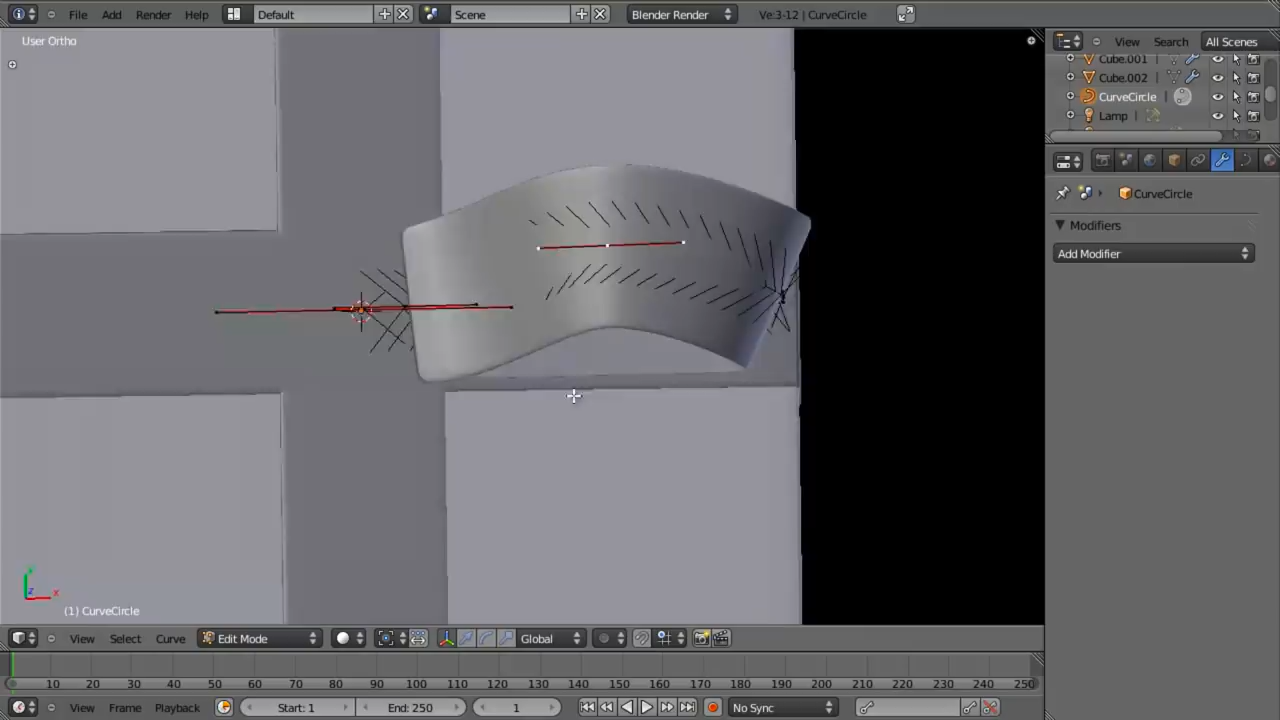 File Add Render Help Default Scene Blender Render Ve:3-12 | CurveCircle
User Ortho
View Search All Scenes
Cube.001
Cube.002
CurveCircle
Lamp
CurveCircle
Modifiers
Add Modifier
y
z x
(1) CurveCircle
View Select Curve Edit Mode Global
10 20 30 40 50 60 70 80 90 100 110 120 130 140 150 160 170 180 190 200 210 220 230 240 250
View Frame Playback Start: 1 End: 250 1 No Sync